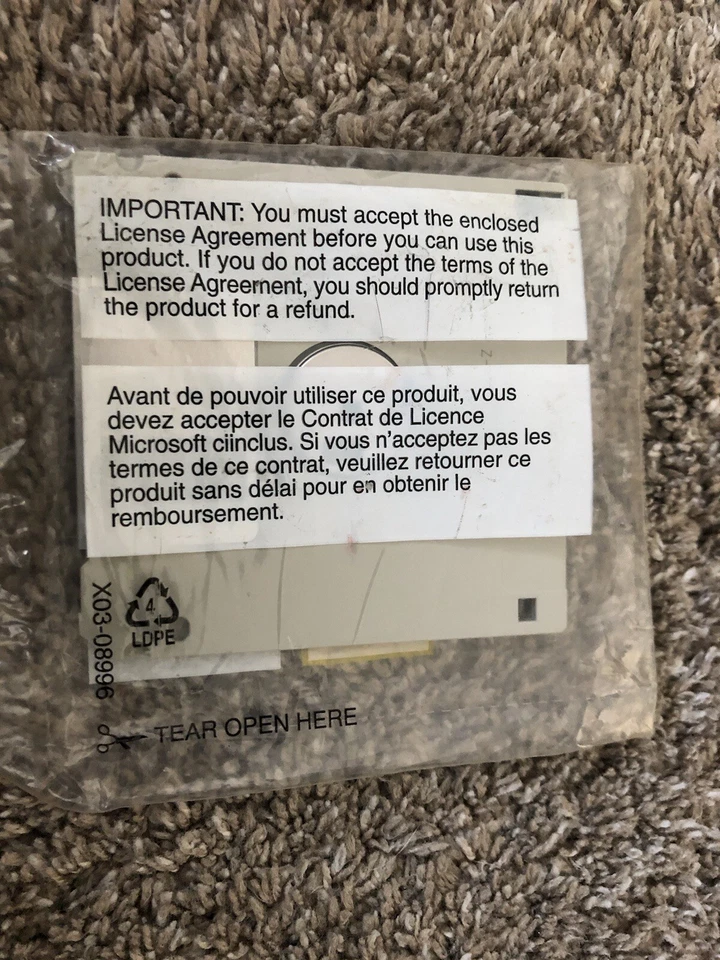 IMPORTANT: You must accept the enclosed
License Agreement before you can use this
product. If you do not accept the terms of the
License Agreement, you should promptly return
the product for a refund.
Avant de pouvoir utiliser ce produit, vous
devez accepter le Contrat de Licence
Microsoft ciinclus. Si vous n'acceptez pas les
termes de ce contrat, veuillez retourner ce
produit sans délai pour en obtenir le
remboursement.
X03-08996
4
LDPE
TEAR OPEN HERE